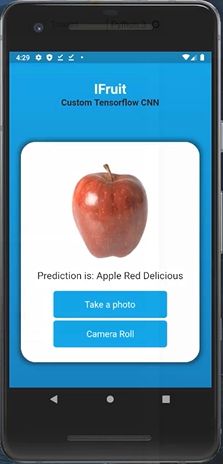 4:29
IFruit
Custom Tensorflow CNN
Prediction is: Apple Red Delicious
Take a photo
Camera Roll